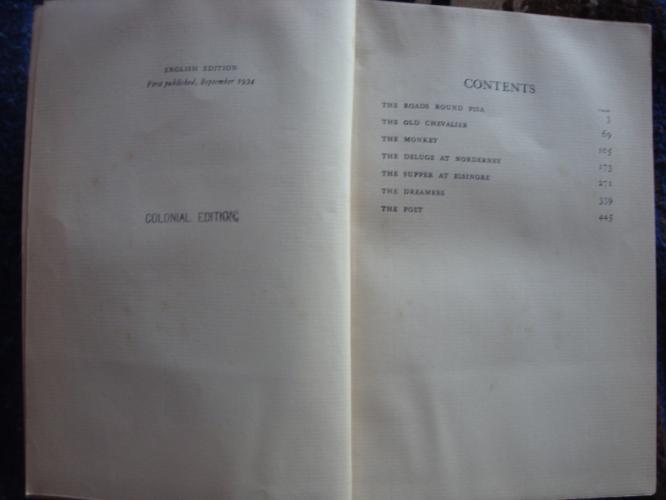 ENGLISH EDITION
First published, September 1934
COLONIAL EDITION
CONTENTS
THE ROADS ROUND PISA 3
THE OLD CHEVALIER 69
THE MONKEY 105
THE DELUGE AT NORDERNEY 173
THE SUPPER AT ELSINORE 271
THE DREAMERS 339
THE POET 445